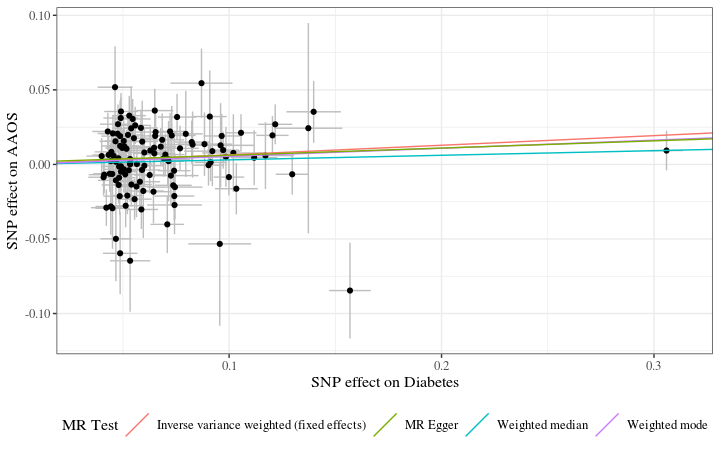 0.10
0.05
0.00
-0.05
-0.10
SNP effect on AAOS
0.1 0.2 0.3
SNP effect on Diabetes
MR Test Inverse variance weighted (fixed effects) MR Egger Weighted median Weighted mode